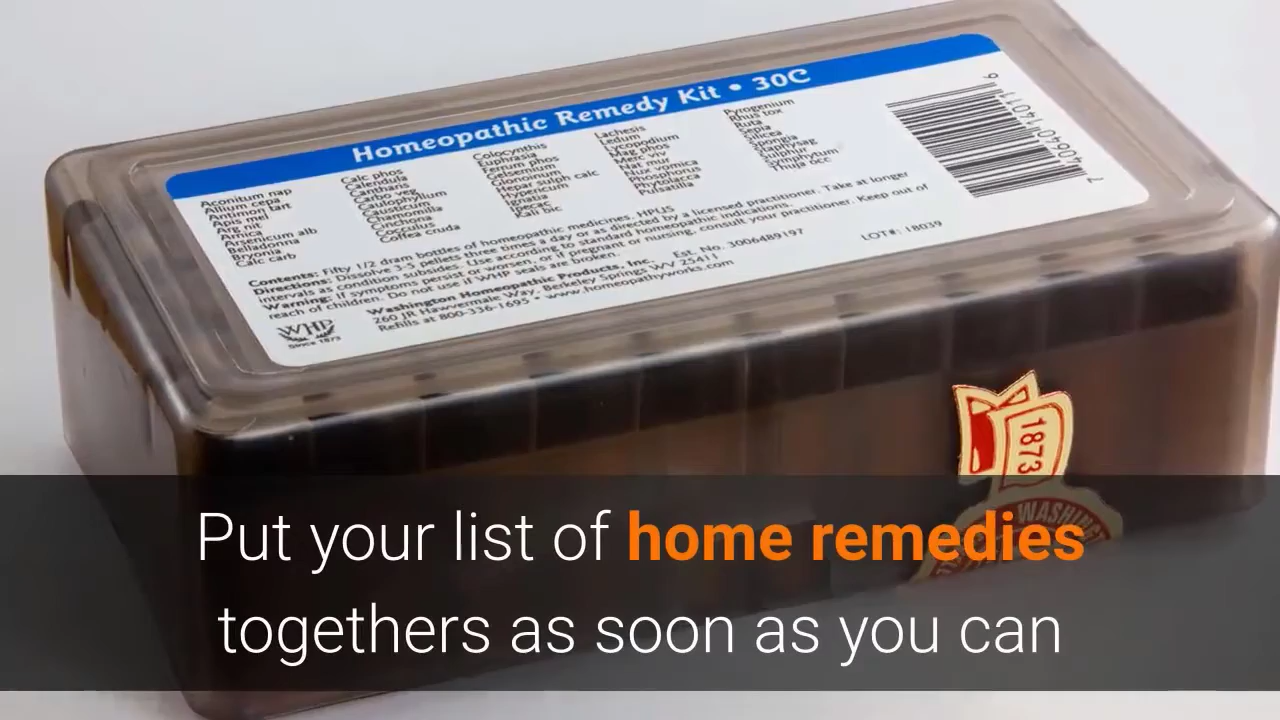 Homeopathic Remedy Kit • 30C
Aconitum nap
Allium cepa
Antimon tart
Apis mel
Arg nit
Arnica
Arsenicum alb
Belladonna
Bryonia
Calc carb
Calc phos
Calendula
Cantharis
Carbo veg
Caulophyllum
Causticum
Chamomilla
Cinchona
Cocculus
Coffea cruda
Colocynthis
Euphrasia
Ferrum phos
Gelsemium
Glonoinum
Hepar sulph calc
Hypericum
Ignatia
Ipecac
Kali bic
Lachesis
Ledum
Lycopodium
Mag phos
Merc viv
Nat mur
Nux vomica
Phosphorus
Phytolacca
Pulsatilla
Pyrogenium
Rhus tox
Ruta
Sepia
Silicea
Spongia
Staphysag
Sulphur
Symphytum
Thuja occ
Contents: Fifty 1/2 dram bottles of homeopathic medicines. HPUS
Directions: Dissolve 3-5 pellets three times a day or as directed by a licensed practitioner. Take at longer
intervals as condition subsides. Use according to standard homeopathic indications.
Warning: If symptoms persist or worsen, or if pregnant or nursing, consult your practitioner. Keep out of
reach of children. Do not use if WHP seals are broken.
Washington Homeopathic Products, Inc. Est. No. 3006489197
260 JR Hawvermale Way, Berkeley Springs WV 25411
Refills at 800-336-1695 • www.homeopathyworks.com
LOT#: 18039
WHP
Since 1873
1873
WASHING
Put your list of home remedies
togethers as soon as you can